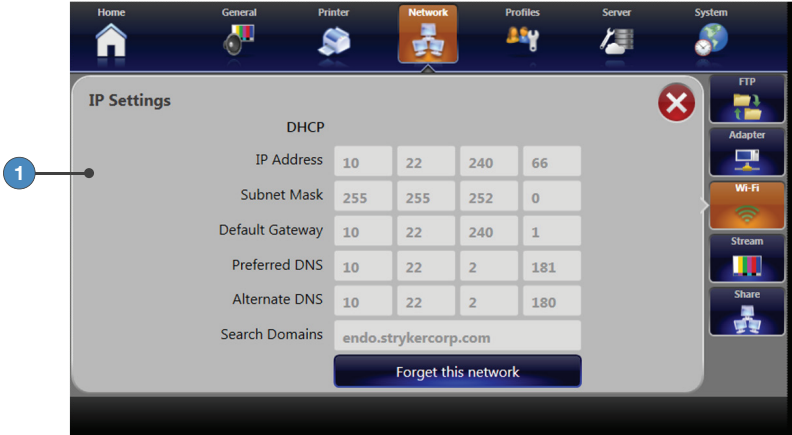 Home General Printer Network Profiles Server System
IP Settings
FTP
DHCP
Adapter
1
IP Address 10 22 240 66
Subnet Mask 255 255 252 0
Wi-Fi
Default Gateway 10 22 240 1
Stream
Preferred DNS 10 22 2 181
Alternate DNS 10 22 2 180
Share
Search Domains endo.strykercorp.com
Forget this network